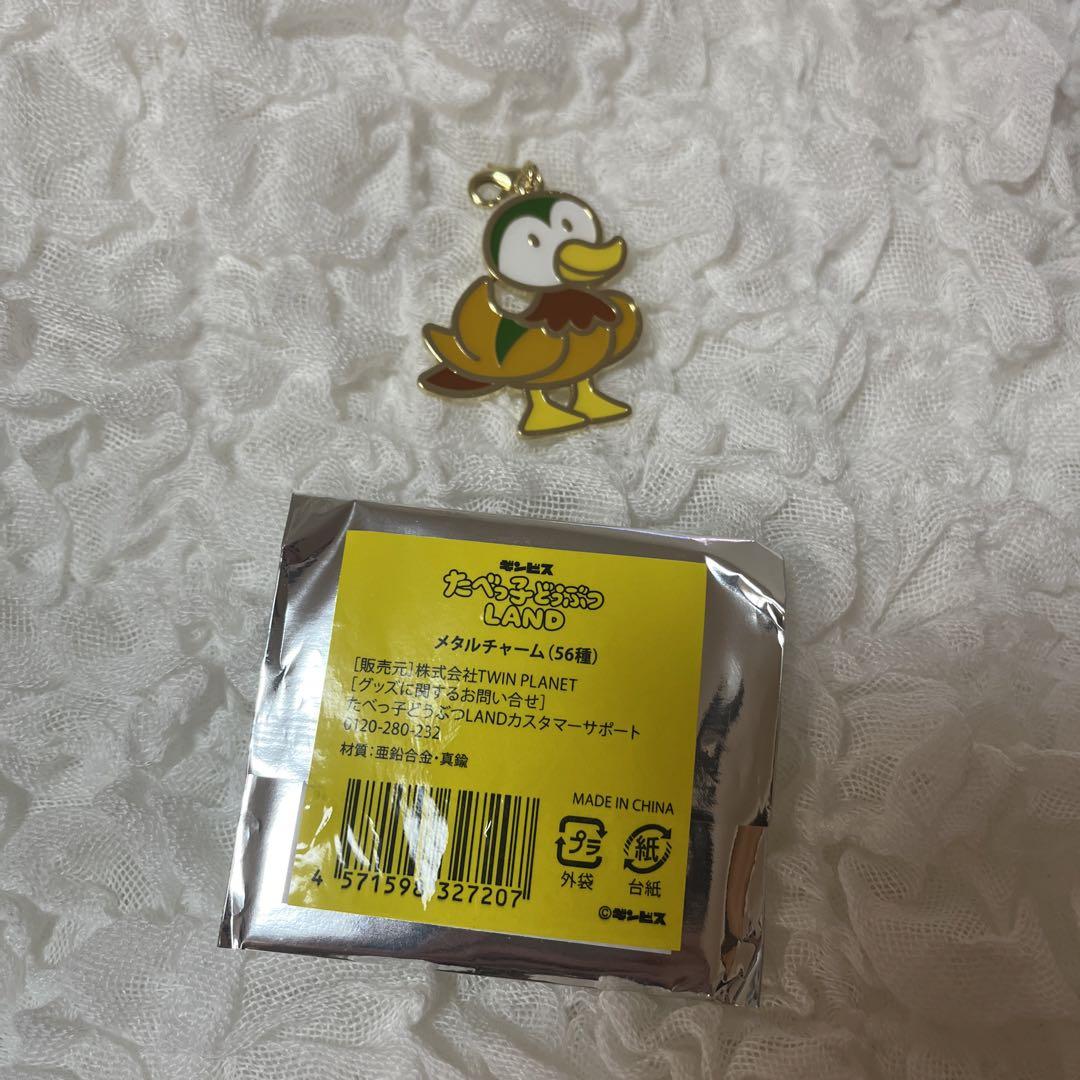 ギンビス
たべっ子どうぶつ
LAND
メタルチャーム(56種)
[販売元]株式会社TWIN PLANET
[グッズに関するお問い合せ]
たべっ子どうぶつLANDカスタマーサポート
0120-280-232
材質:亜鉛合金・真鍮
MADE IN CHINA
プラ
外袋
紙
台紙
4 571598 327207
©ギンビス